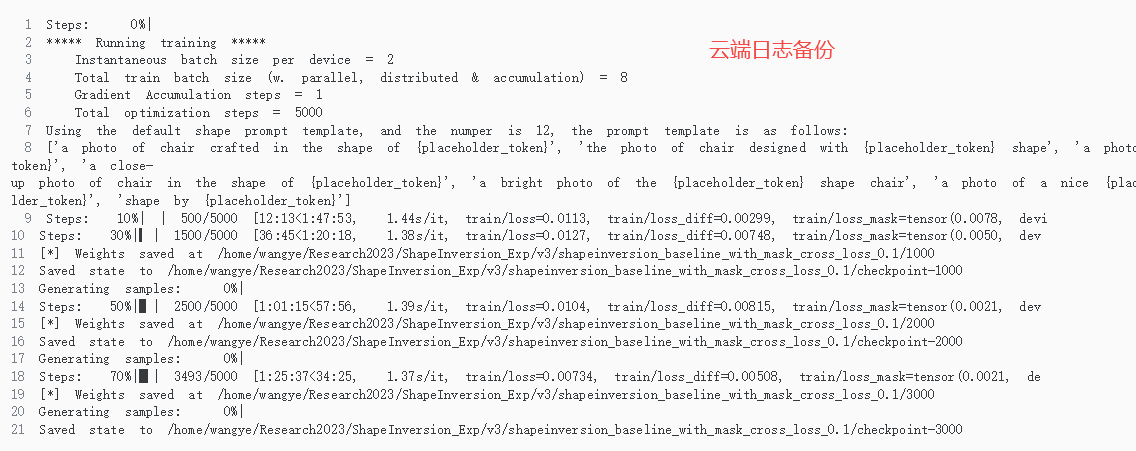 1 Steps: 0%|
云端日志备份
2 ***** Running training *****
3 Instantaneous batch size per device = 2
4 Total train batch size (w. parallel, distributed & accumulation) = 8
5 Gradient Accumulation steps = 1
6 Total optimization steps = 5000
7 Using the default shape prompt template, and the numper is 12, the prompt template is as follows:
8 ['a photo of chair crafted in the shape of {placeholder_token}', 'the photo of chair designed with {placeholder_token} shape', 'a photo
token}', 'a close-
up photo of chair in the shape of {placeholder_token}', 'a bright photo of the {placeholder_token} shape chair', 'a photo of a nice {plac
lder_token}', 'shape by {placeholder_token}']
9 Steps: 10%| | 500/5000 [12:13<1:47:53, 1.44s/it, train/loss=0.0113, train/loss_diff=0.00299, train/loss_mask=tensor(0.0078, devi
10 Steps: 30%|▌ | 1500/5000 [36:45<1:20:18, 1.38s/it, train/loss=0.0127, train/loss_diff=0.00748, train/loss_mask=tensor(0.0050, dev
11 [*] Weights saved at /home/wangye/Research2023/ShapeInversion_Exp/v3/shapeinversion_baseline_with_mask_cross_loss_0.1/1000
12 Saved state to /home/wangye/Research2023/ShapeInversion_Exp/v3/shapeinversion_baseline_with_mask_cross_loss_0.1/checkpoint-1000
13 Generating samples: 0%|
14 Steps: 50%|█ | 2500/5000 [1:01:15<57:56, 1.39s/it, train/loss=0.0104, train/loss_diff=0.00815, train/loss_mask=tensor(0.0021, dev
15 [*] Weights saved at /home/wangye/Research2023/ShapeInversion_Exp/v3/shapeinversion_baseline_with_mask_cross_loss_0.1/2000
16 Saved state to /home/wangye/Research2023/ShapeInversion_Exp/v3/shapeinversion_baseline_with_mask_cross_loss_0.1/checkpoint-2000
17 Generating samples: 0%|
18 Steps: 70%|█ | 3493/5000 [1:25:37<34:25, 1.37s/it, train/loss=0.00734, train/loss_diff=0.00508, train/loss_mask=tensor(0.0021, de
19 [*] Weights saved at /home/wangye/Research2023/ShapeInversion_Exp/v3/shapeinversion_baseline_with_mask_cross_loss_0.1/3000
20 Generating samples: 0%|
21 Saved state to /home/wangye/Research2023/ShapeInversion_Exp/v3/shapeinversion_baseline_with_mask_cross_loss_0.1/checkpoint-3000